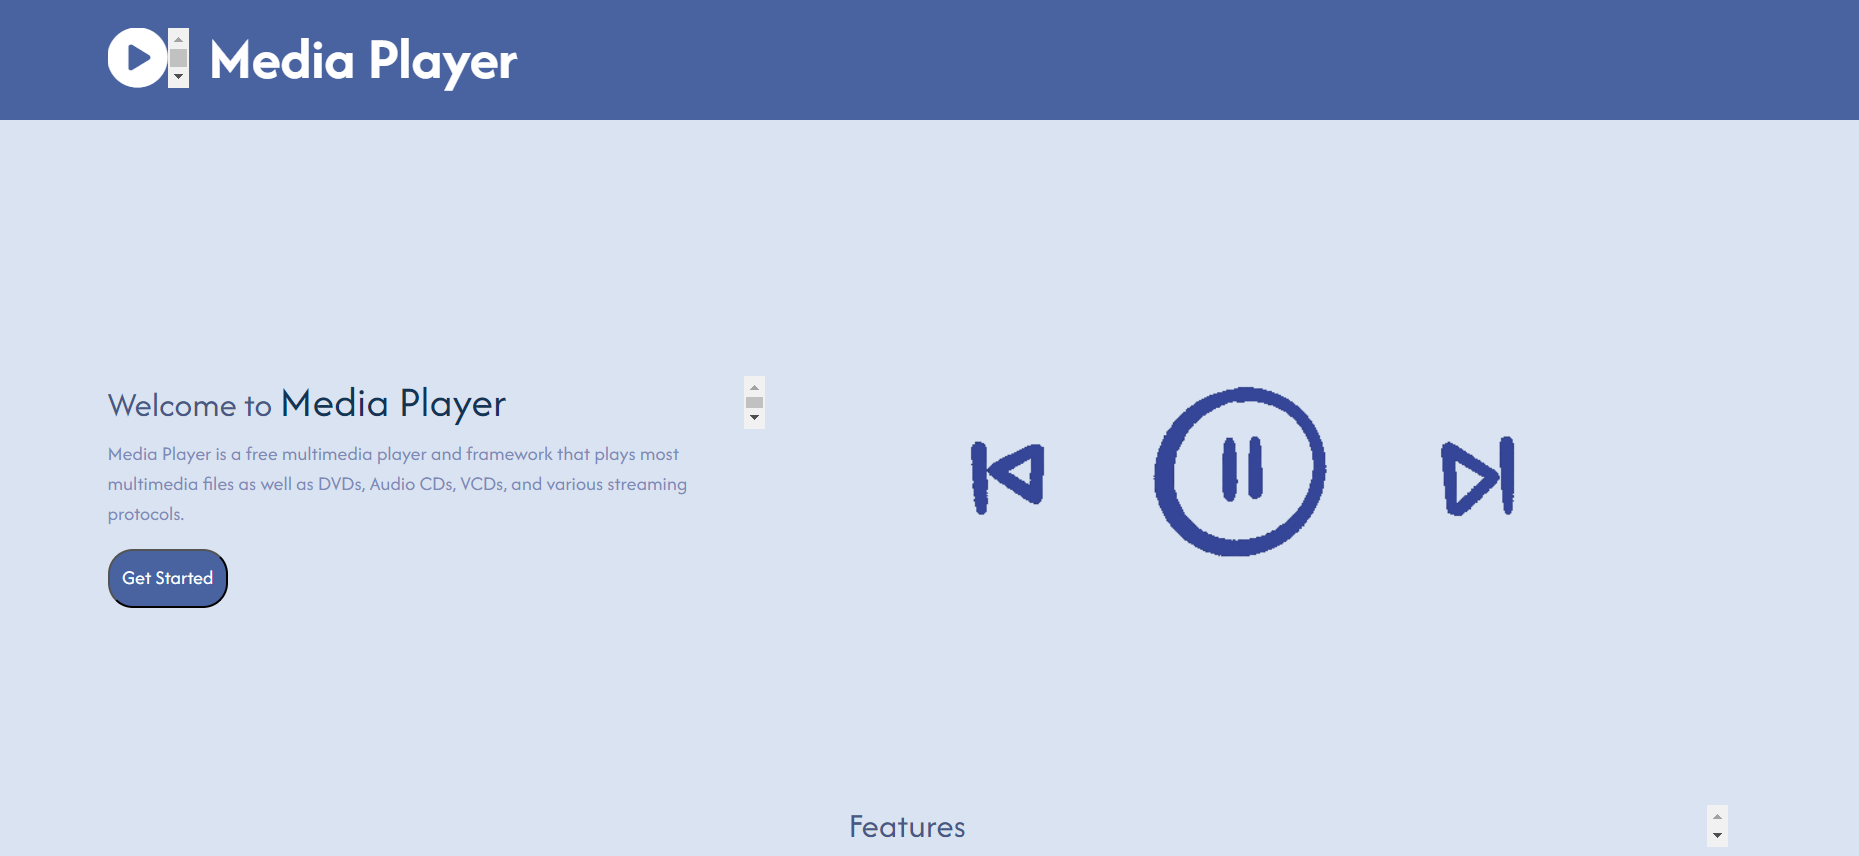 Media Player
Welcome to Media Player
Media Player is a free multimedia player and framework that plays most
multimedia files as well as DVDs, Audio CDs, VCDs, and various streaming
protocols.
Get Started
Features